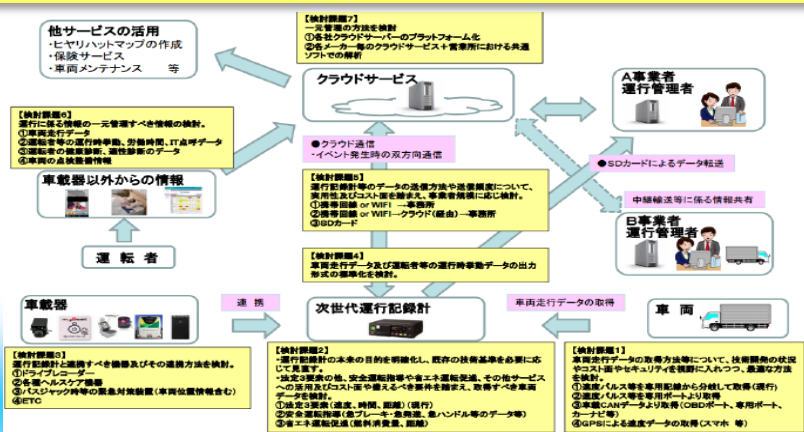 【検討課題7】
一元管理の方法を検討
①各社クラウドサーバーのプラットフォーム化
②各メーカー毎のクラウドサービス＋営業所における共通
ソフトでの解析
他サービスの活用
・ヒヤリハットマップの作成
・保険サービス
・車両メンテナンス 等
クラウドサービス
A事業者
運行管理者
【検討課題6】
運行に係る情報の一元管理すべき情報の検討。
①車両走行データ
②運転者等の運行時挙動、労働時間、IT点呼データ
③運転者の健康診断、適性診断のデータ
④車両の点検整備情報
●クラウド通信
・イベント発生時の双方向通信
●SDカードによるデータ転送
車載器以外からの情報
【検討課題5】
運行記録計等のデータの送信方法や送信頻度について、
実用性及びコスト面を踏まえ、事業者規模に応じ検討。
①携帯回線 or WIFI →事務所
②携帯回線 or WIFI→クラウド（経由）→事務所
③SDカード
中継輸送等に係る情報共有
B事業者
運行管理者
運 転 者
【検討課題4】
車両走行データ及び運転者等の運行時挙動データの出力
形式の標準化を検討。
車載器
連 携
次世代運行記録計
車両走行データの取得
車 両
【検討課題3】
運行記録計と連携すべき機器及びその連携方法を検討。
①ドライブレコーダー
②各種ヘルスケア機器
③バスジャック時等の緊急対策装置（車両位置情報含む）
④ETC
【検討課題2】
・運行記録計の本来の目的を明確化し、既存の技術基準を必要に応
じて見直す。
・法定3要素の他、安全運転指導や省エネ運転促進、その他サービス
への活用及びコスト面や備えるべき要件を踏まえ、取得すべき車両
データを検討。
①法定3要素（速度、時間、距離）（現行）
②安全運転指導（急ブレーキ・急発進、急ハンドル等のデータ等）
③省エネ運転促進（燃料消費量、距離）
【検討課題1】
車両走行データの取得方法等について、技術開発の状況
やコスト面やセキュリティを視野に入れつつ、最適な方法
を検討。
①速度パルス等を専用配線から分岐して取得（現行）
②速度パルス等を専用ポートより取得
③車載CANデータより取得（OBDポート、専用ポート、
カーナビ等）
④GPSによる速度データの取得（スマホ 等）